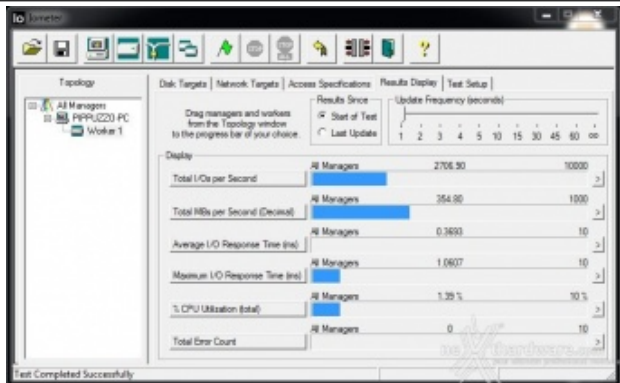 Iometer
Topology
All Managers
PIPPUZZO-PC
Worker 1
Disk Targets
Network Targets
Access Specifications
Results Display
Test Setup
Drag managers and workers
from the Topology window
to the progress bar of your choice.
Results Since
Start of Test
Last Update
Update Frequency (seconds)
1 2 3 4 5 10 15 30 45 60 ∞
Display
All Managers 2706.90 10000
Total I/Os per Second
All Managers 354.80 1000
Total MBs per Second (Decimal)
All Managers 0.3693 10
Average I/O Response Time (ms)
All Managers 1.0607 10
Maximum I/O Response Time (ms)
All Managers 1.39 % 10 %
% CPU Utilization (total)
All Managers 0 10
Total Error Count
Test Completed Successfully